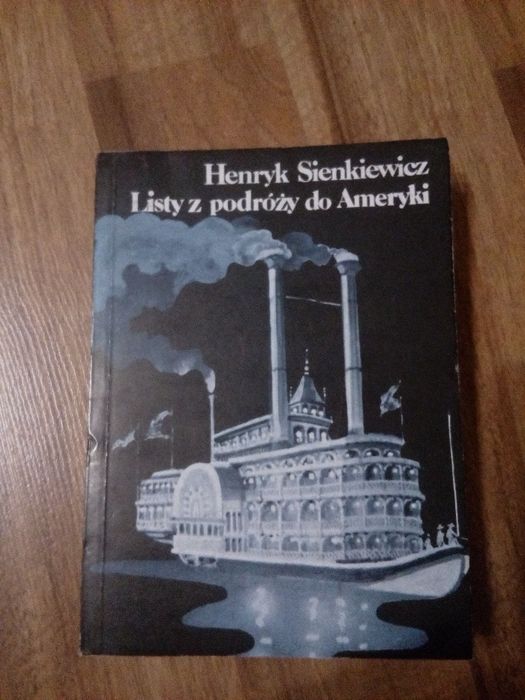 Henryk Sienkiewicz
Listy z podróży do Ameryki